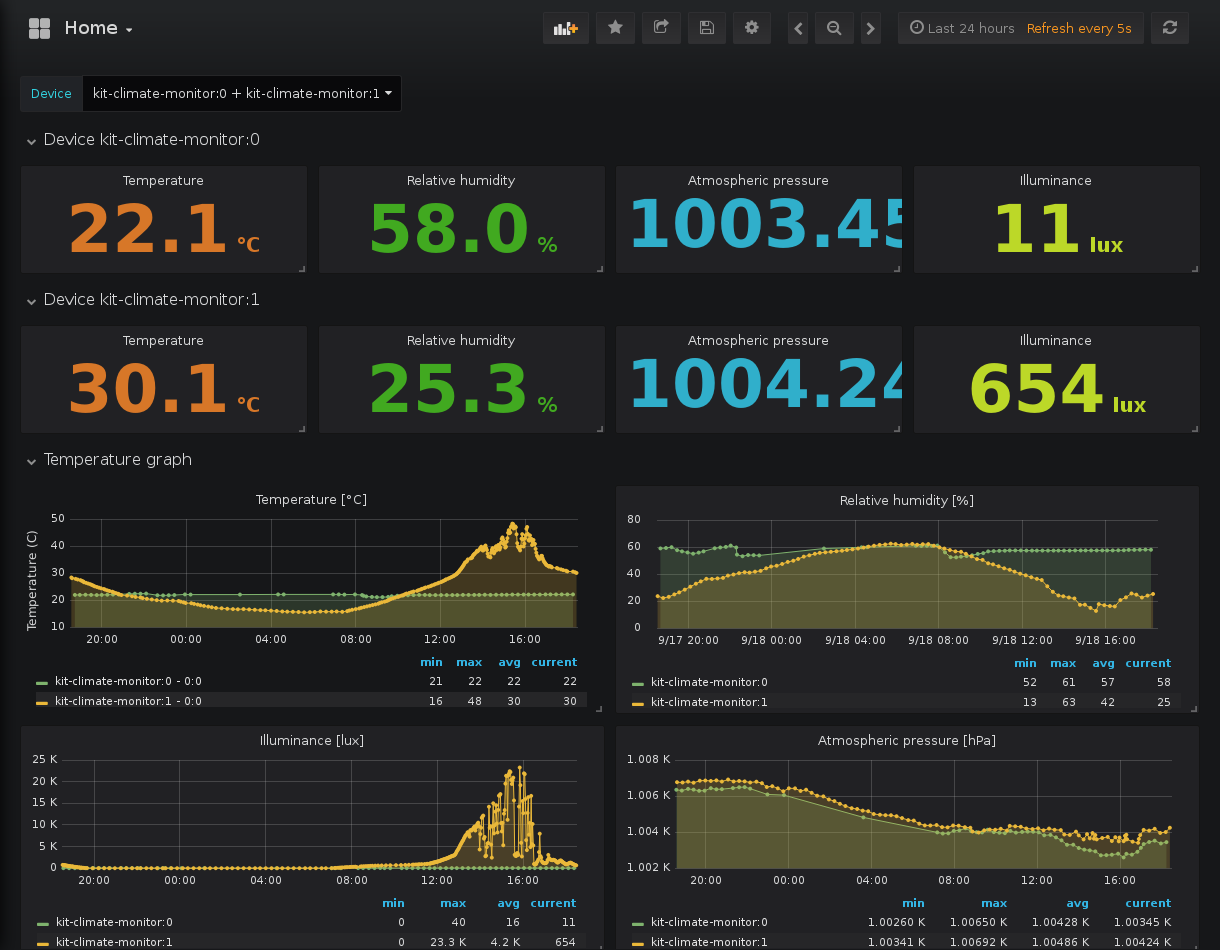 Home
Last 24 hours Refresh every 5s
Device kit-climate-monitor:0 + kit-climate-monitor:1
Device kit-climate-monitor:0
Temperature Relative humidity Atmospheric pressure Illuminance
22.1 °C 58.0 % 1003.45 11 lux
Device kit-climate-monitor:1
Temperature Relative humidity Atmospheric pressure Illuminance
30.1 °C 25.3 % 1004.24 654 lux
Temperature graph
Temperature [°C]
Temperature (C)
50
40
30
20
10
20:00 00:00 04:00 08:00 12:00 16:00
min max avg current
kit-climate-monitor:0 - 0:0 21 22 22 22
kit-climate-monitor:1 - 0:0 16 48 30 30
Relative humidity [%]
80
60
40
20
0
9/17 20:00 9/18 00:00 9/18 04:00 9/18 08:00 9/18 12:00 9/18 16:00
min max avg current
kit-climate-monitor:0 52 61 57 58
kit-climate-monitor:1 13 63 42 25
Illuminance [lux]
25 K
20 K
15 K
10 K
5 K
0
20:00 00:00 04:00 08:00 12:00 16:00
min max avg current
kit-climate-monitor:0 0 40 16 11
kit-climate-monitor:1 0 23.3 K 4.2 K 654
Atmospheric pressure [hPa]
1.008 K
1.006 K
1.004 K
1.002 K
20:00 00:00 04:00 08:00 12:00 16:00
min max avg current
kit-climate-monitor:0 1.00260 K 1.00650 K 1.00428 K 1.00345 K
kit-climate-monitor:1 1.00341 K 1.00692 K 1.00486 K 1.00424 K